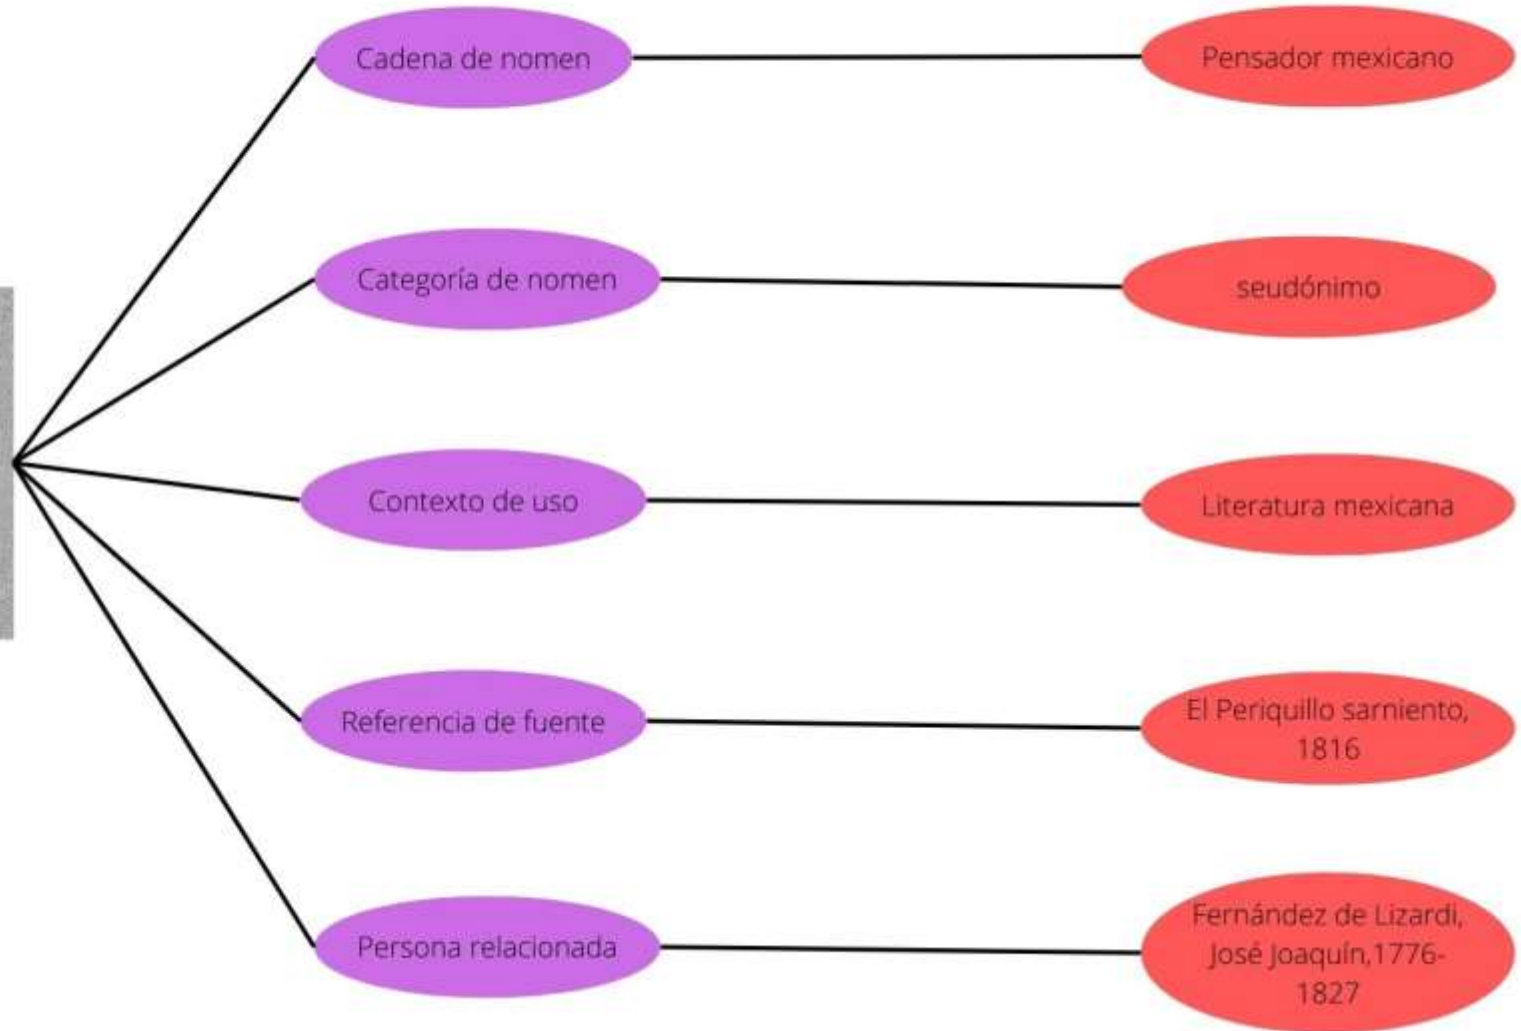 Cadena de nomen
Pensador mexicano
Categoría de nomen
seudónimo
Contexto de uso
Literatura mexicana
Referencia de fuente
El Periquillo sarniento,
1816
Persona relacionada
Fernández de Lizardi,
José Joaquín,1776-
1827